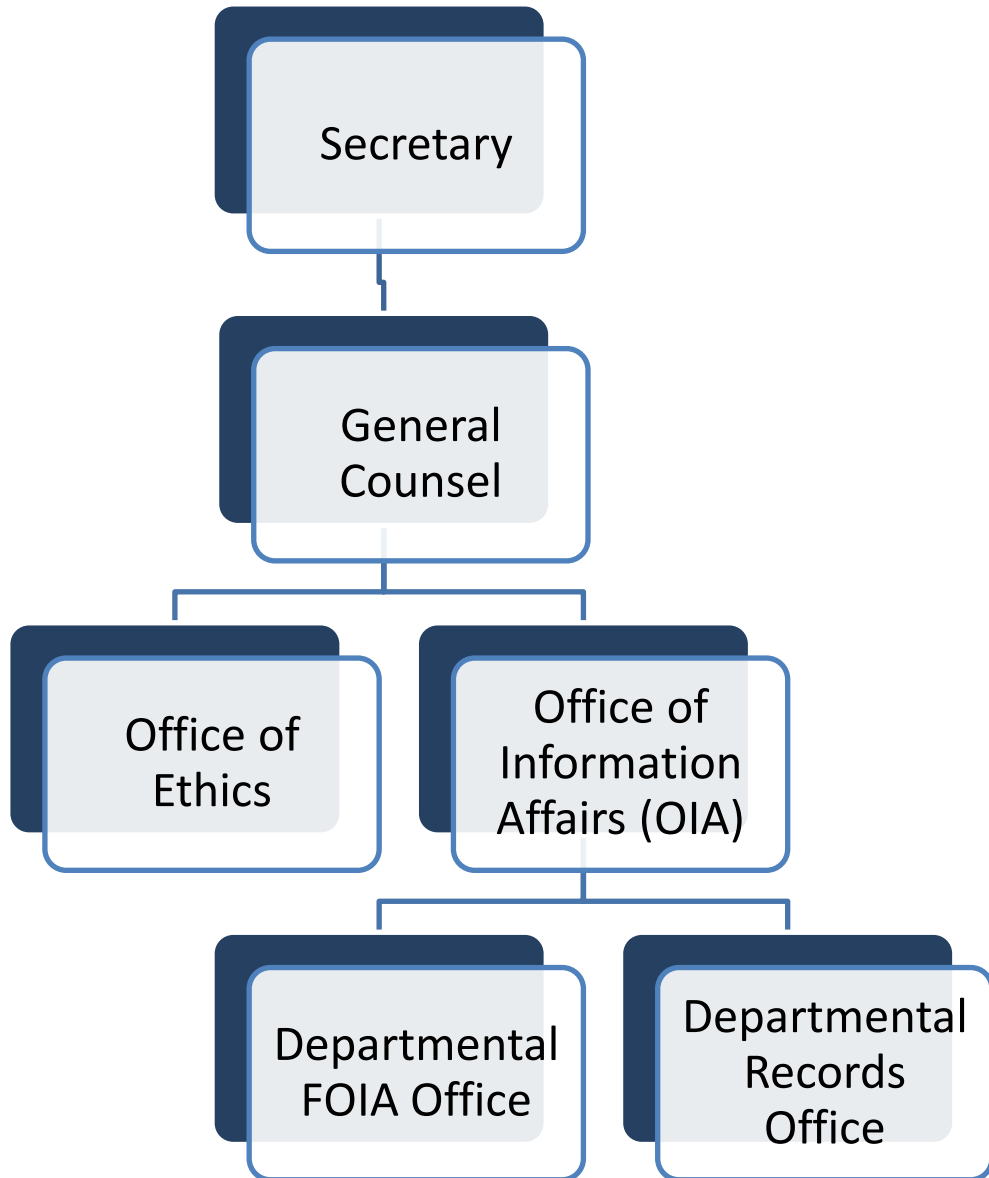 Secretary
General
Counsel
Office of
Ethics
Office of
Information
Affairs (OIA)
Departmental
FOIA Office
Departmental
Records
Office